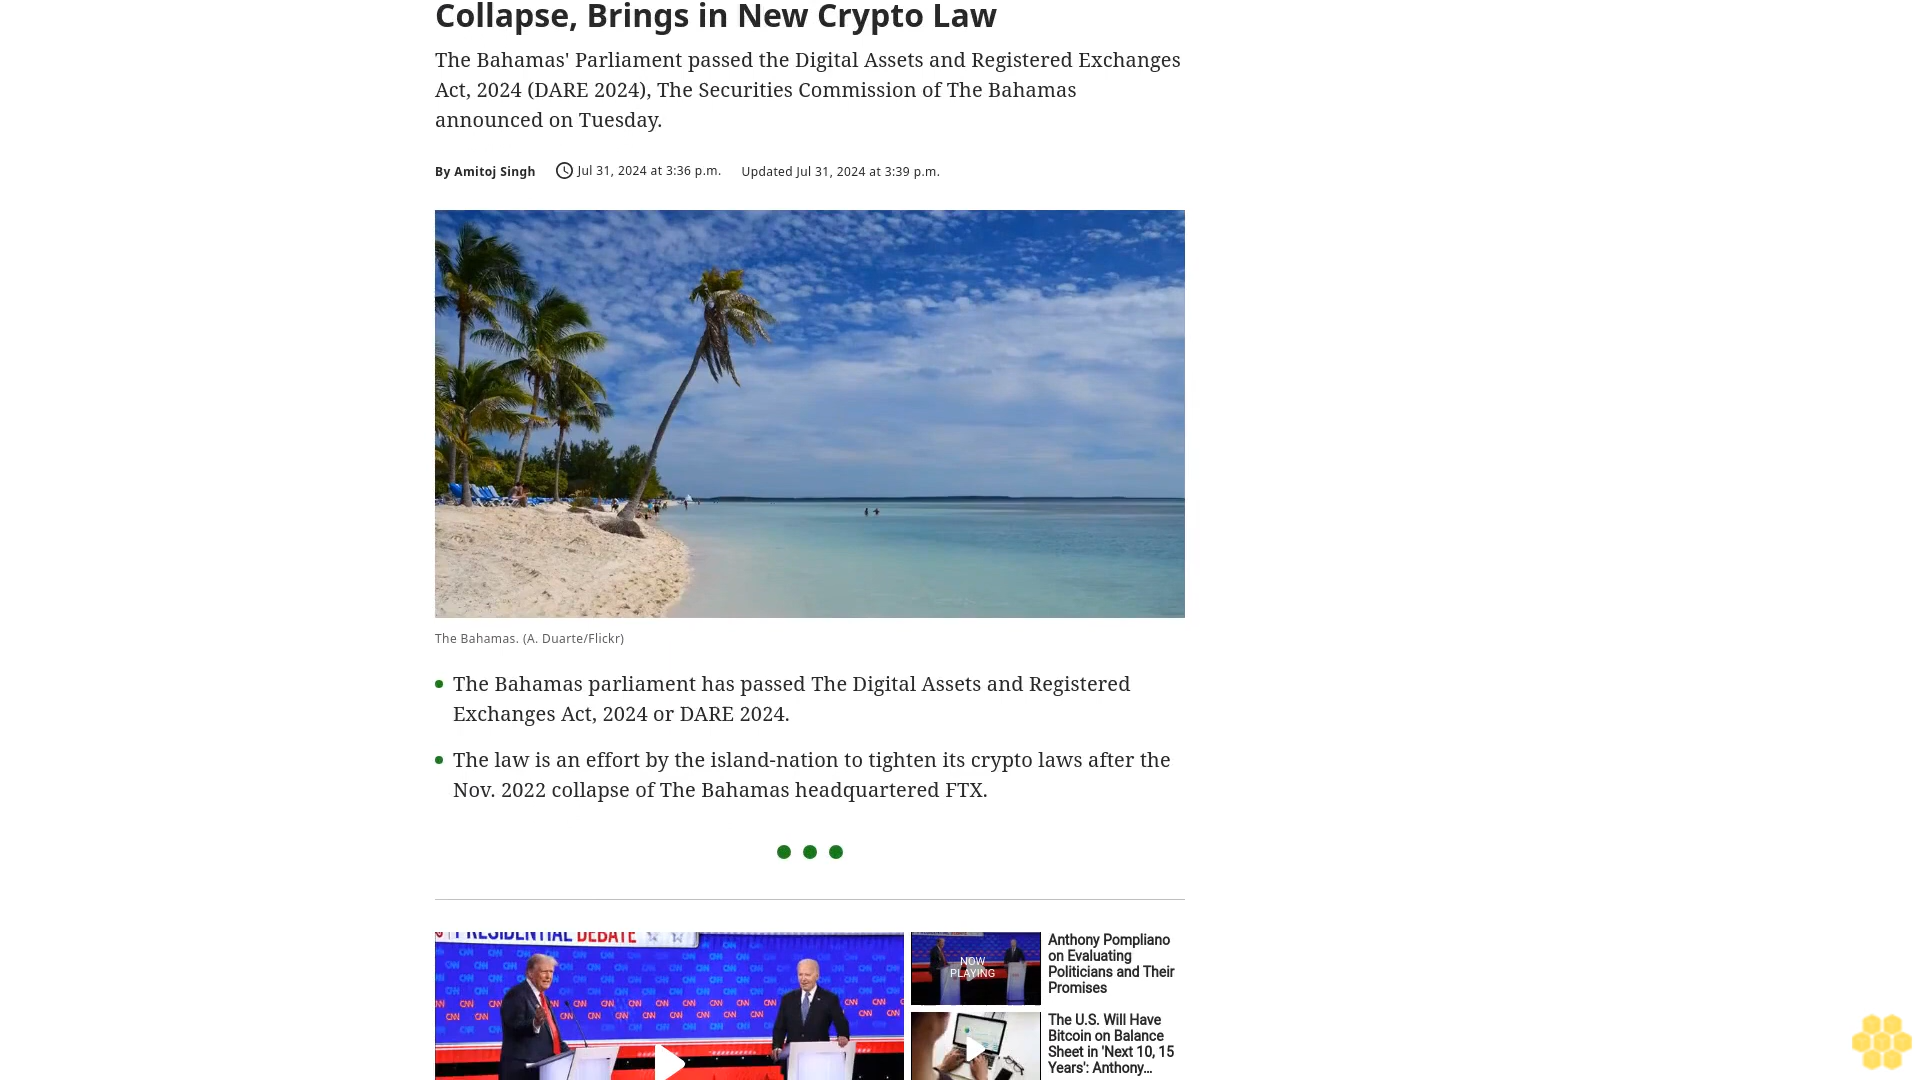 Collapse, Brings in New Crypto Law
The Bahamas' Parliament passed the Digital Assets and Registered Exchanges
Act, 2024 (DARE 2024), The Securities Commission of The Bahamas
announced on Tuesday.
By Amitoj Singh
Jul 31, 2024 at 3:36 p.m.
Updated Jul 31, 2024 at 3:39 p.m.
The Bahamas. (A. Duarte/Flickr)
The Bahamas parliament has passed The Digital Assets and Registered
Exchanges Act, 2024 or DARE 2024.
The law is an effort by the island-nation to tighten its crypto laws after the
Nov. 2022 collapse of The Bahamas headquartered FTX.
PRESIDENTIAL DEBATE
NOW
PLAYING
Anthony Pompliano
on Evaluating
Politicians and Their
Promises
The U.S. Will Have
Bitcoin on Balance
Sheet in 'Next 10, 15
Years': Anthony...